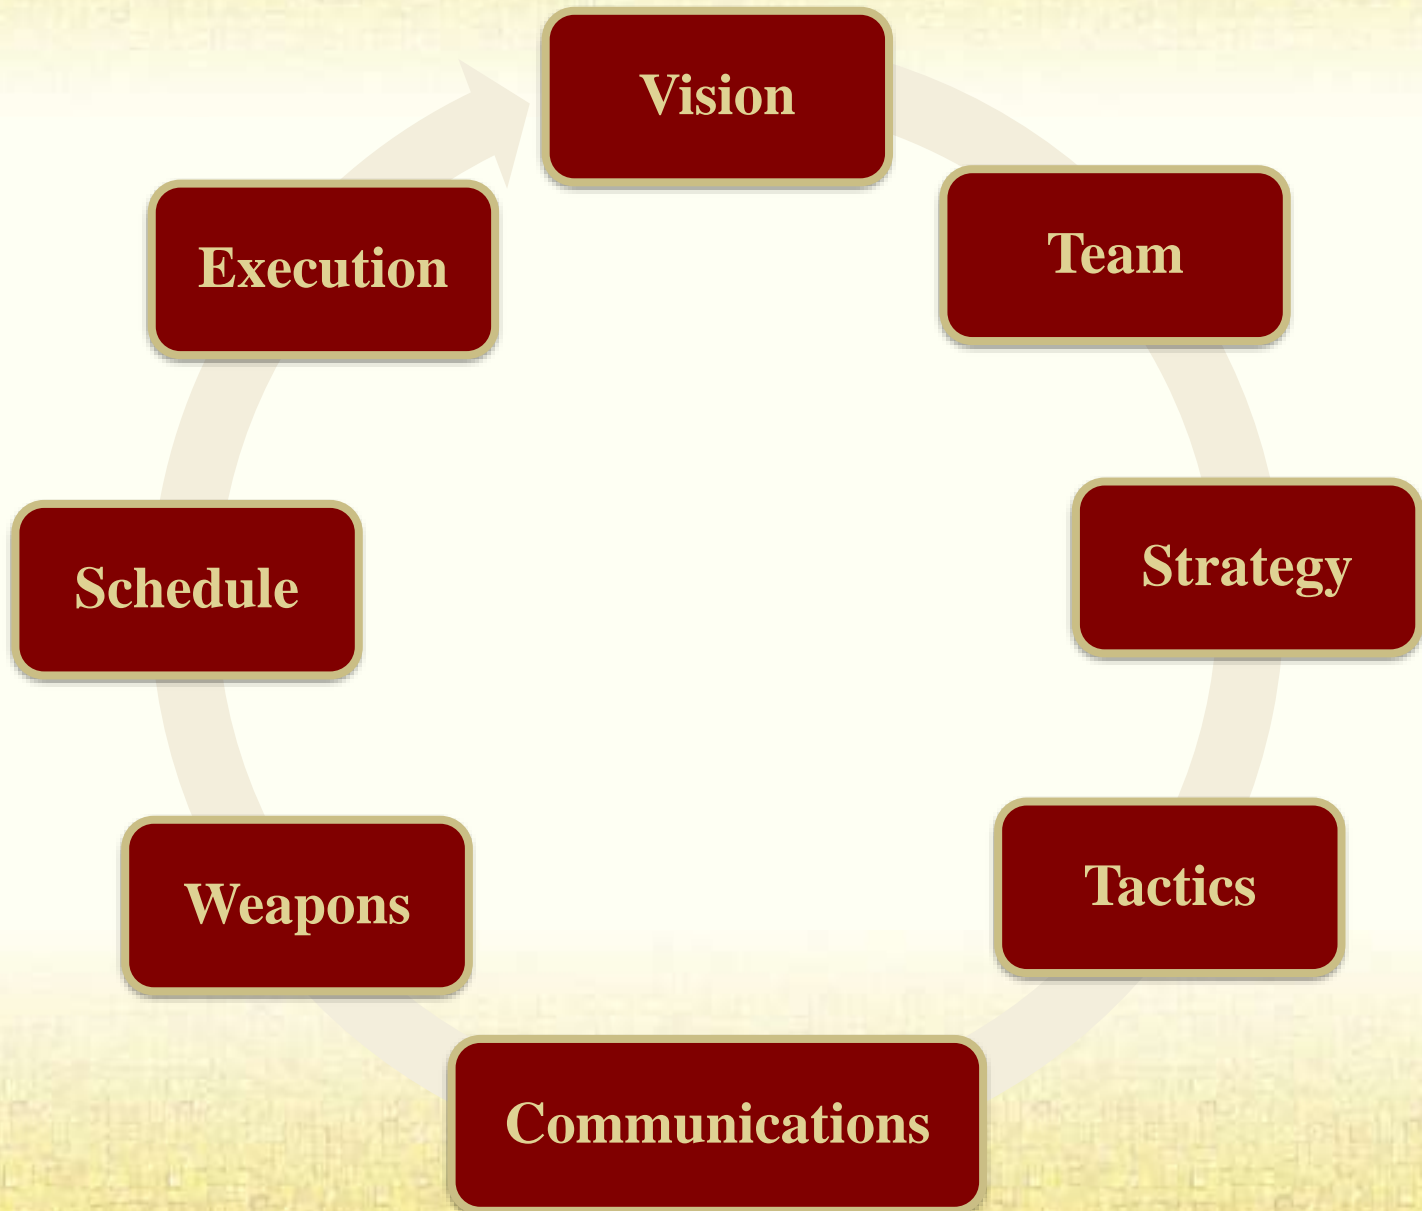 Vision
Team
Strategy
Tactics
Communications
Weapons
Schedule
Execution